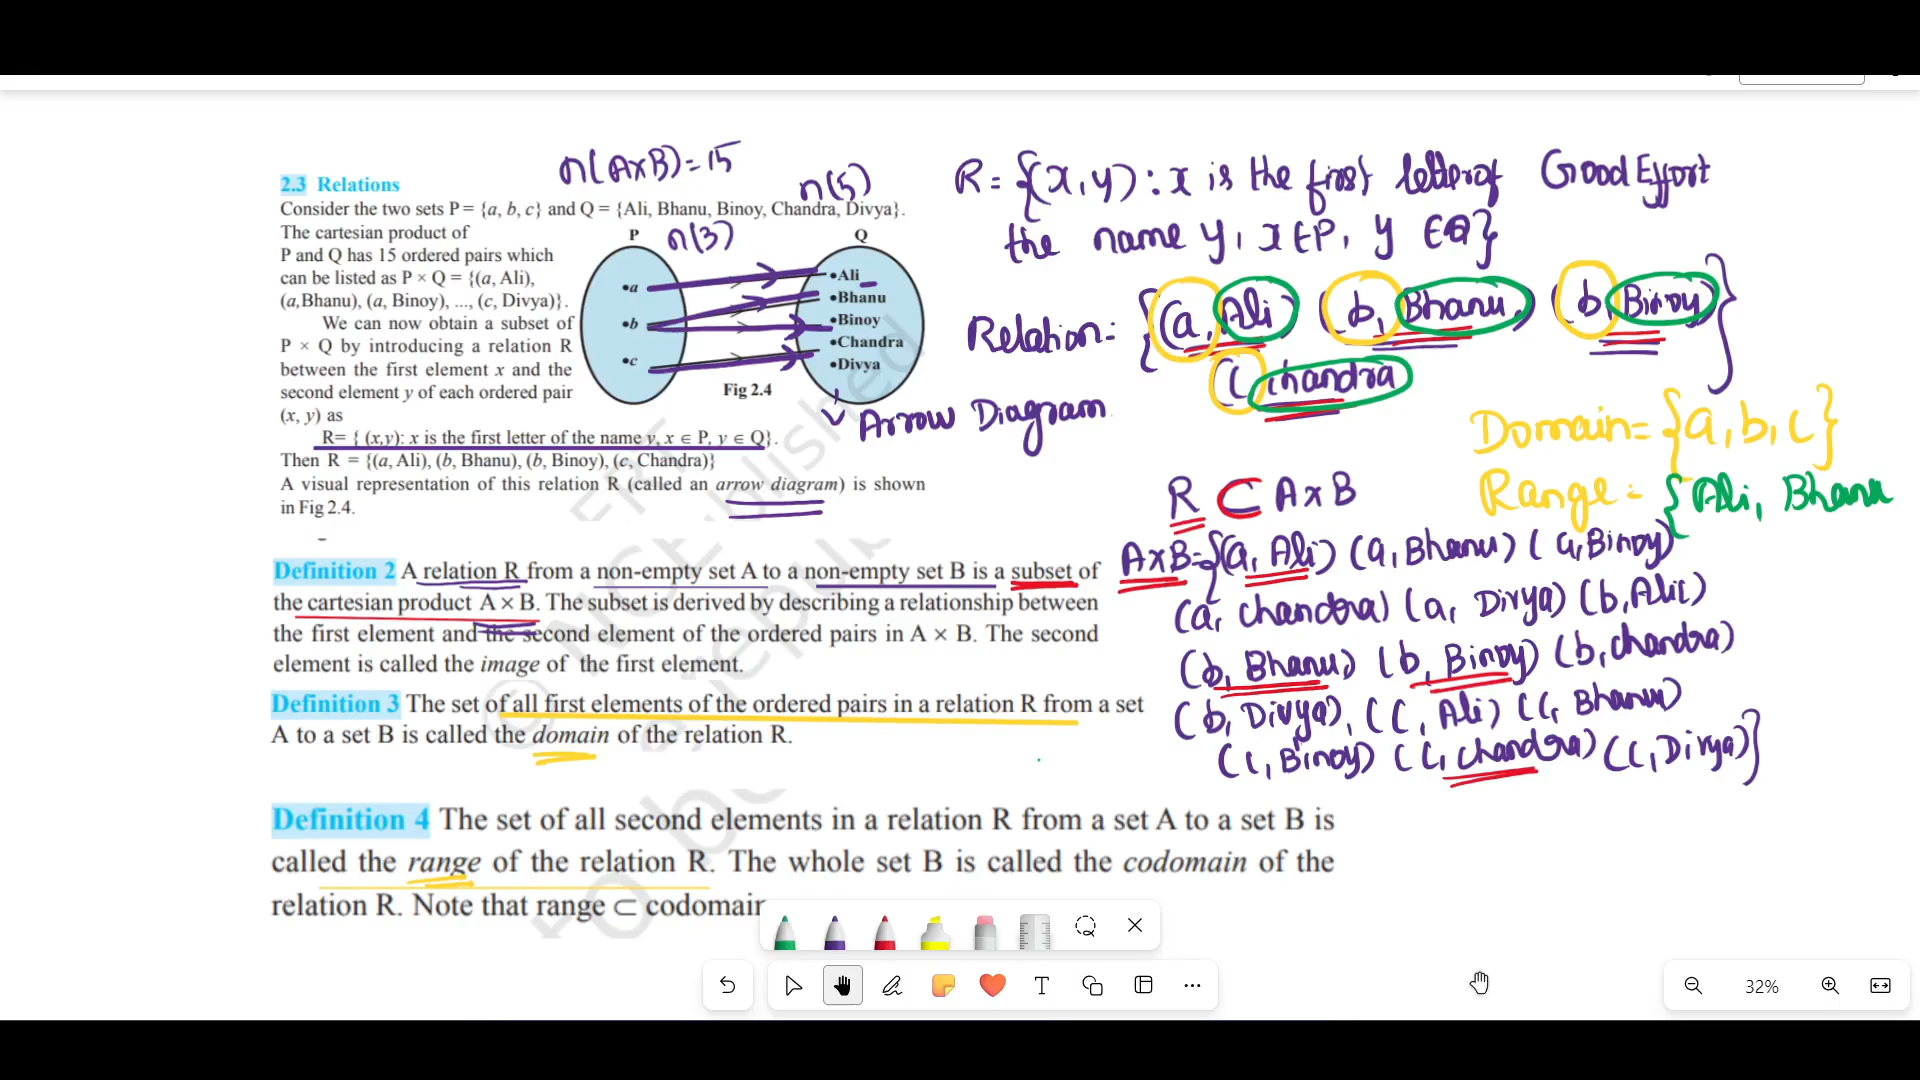 2.3 Relations
Consider the two sets P = {a, b, c} and Q = {Ali, Bhanu, Binoy, Chandra, Divya}.
The cartesian product of
P and Q has 15 ordered pairs which
can be listed as P × Q = {(a, Ali),
(a,Bhanu), (a, Binoy), ..., (c, Divya)}.
We can now obtain a subset of
P × Q by introducing a relation R
between the first element x and the
second element y of each ordered pair
(x, y) as
R= { (x,y): x is the first letter of the name y, x ∈ P, y ∈ Q}.
Then R = {(a, Ali), (b, Bhanu), (b, Binoy), (c, Chandra)}
A visual representation of this relation R (called an arrow diagram) is shown
in Fig 2.4.
n(A×B)=15
n(5)
n(3)
P
Q
•a
•b
•c
•Ali
•Bhanu
•Binoy
•Chandra
•Divya
Fig 2.4
Arrow Diagram
R = {(x,y) : x is the first letter of
the name y, x ∈ P, y ∈ Q}
Good Effort
Relation = {(a, Ali) (b, Bhanu) (b, Binoy)
(c chandra }
Domain = {a, b, c}
Range = {Ali, Bhanu
R ⊂ A × B
A×B = {(a, Ali) (a, Bhanu) (a, Binoy)
(a, chandra) (a, Divya) (b, Ali)
(b, Bhanu) (b, Binoy) (b, chandra)
(b, Divya), (c, Ali) (c, Bhanu)
(c, Binoy) (c, chandra) (c, Divya)}
Definition 2 A relation R from a non-empty set A to a non-empty set B is a subset of
the cartesian product A × B. The subset is derived by describing a relationship between
the first element and the second element of the ordered pairs in A × B. The second
element is called the image of the first element.
Definition 3 The set of all first elements of the ordered pairs in a relation R from a set
A to a set B is called the domain of the relation R.
Definition 4 The set of all second elements in a relation R from a set A to a set B is
called the range of the relation R. The whole set B is called the codomain of the
relation R. Note that range ⊂ codomain
32%